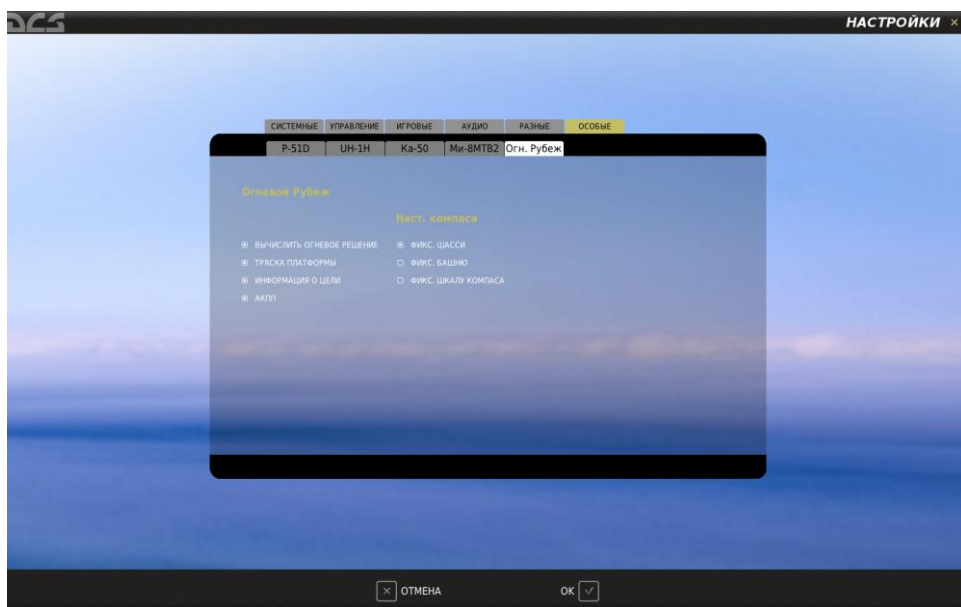 DCS
НАСТРОЙКИ ×
СИСТЕМНЫЕ УПРАВЛЕНИЕ ИГРОВЫЕ АУДИО РАЗНЫЕ ОСОБЫЕ
P-51D UH-1H Ка-50 Ми-8МТВ2 Огн. Рубеж
Огневой Рубеж
Наст. компаса
ВЫЧИСЛИТЬ ОГНЕВОЕ РЕШЕНИЕ ФИКС. ШАССИ
ТРЯСКА ПЛАТФОРМЫ ФИКС. БАШНЮ
ИНФОРМАЦИЯ О ЦЕЛИ ФИКС. ШКАЛУ КОМПАСА
АКПП
ОТМЕНА OK